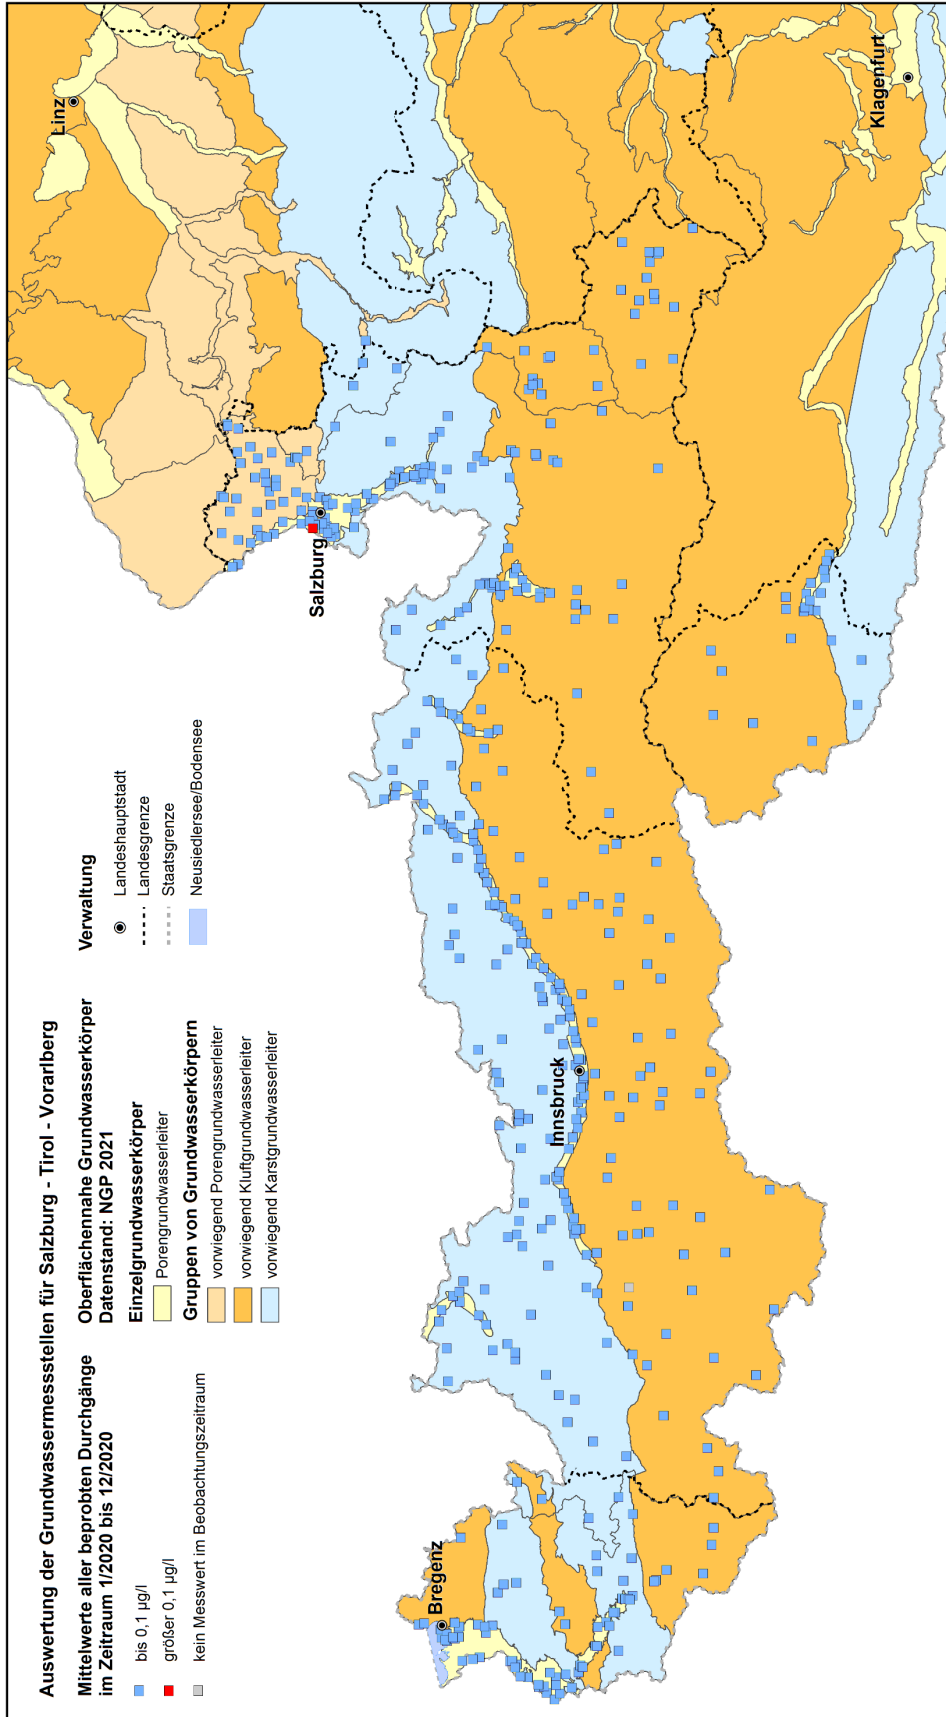 Auswertung der Grundwassermessstellen für Salzburg - Tirol - Vorarlberg
Mittelwerte aller beprobten Durchgänge
im Zeitraum 1/2020 bis 12/2020
bis 0,1 µg/l
größer 0,1 µg/l
kein Messwert im Beobachtungszeitraum
Oberflächennahe Grundwasserkörper
Datenstand: NGP 2021
Einzelgrundwasserkörper
Porengrundwasserleiter
Gruppen von Grundwasserkörpern
vorwiegend Porengrundwasserleiter
vorwiegend Kluftgrundwasserleiter
vorwiegend Karstgrundwasserleiter
Verwaltung
Landeshauptstadt
Landesgrenze
Staatsgrenze
Neusiedlersee/Bodensee
Bregenz
Innsbruck
Salzburg
Linz
Klagenfurt